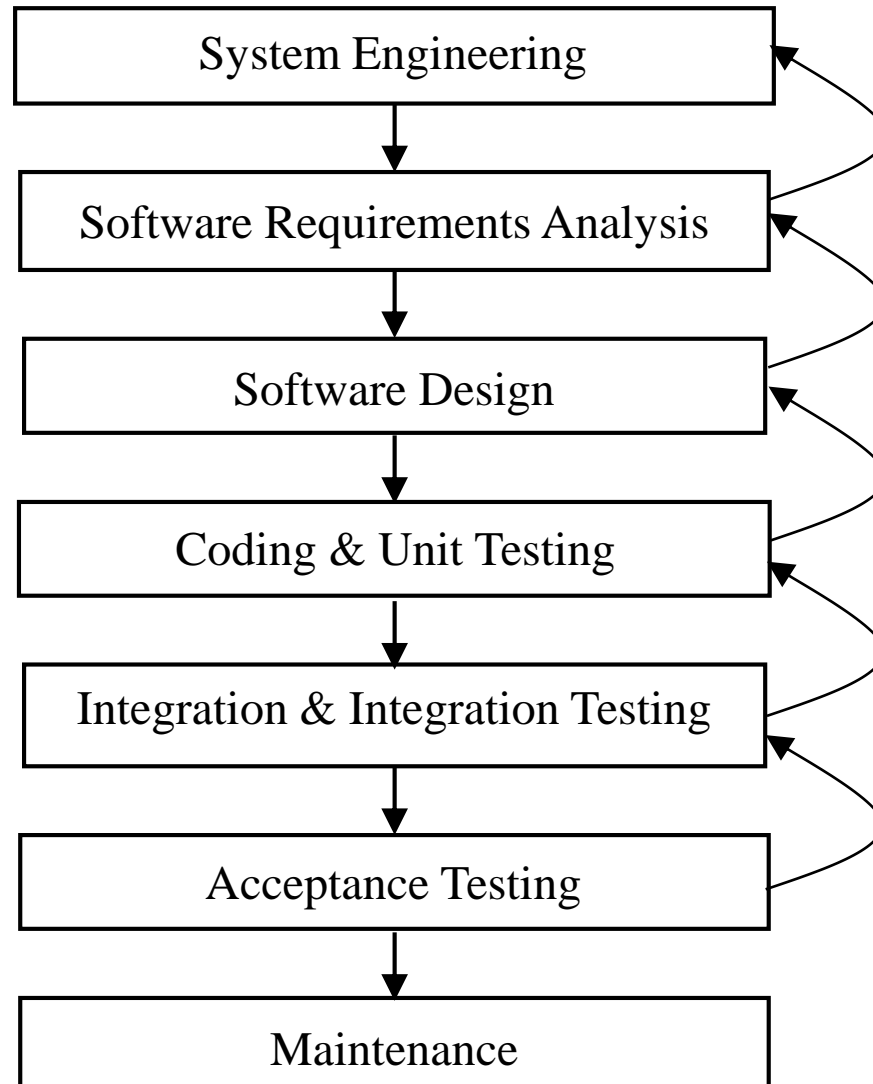 System Engineering
Software Requirements Analysis
Software Design
Coding & Unit Testing
Integration & Integration Testing
Acceptance Testing
Maintenance